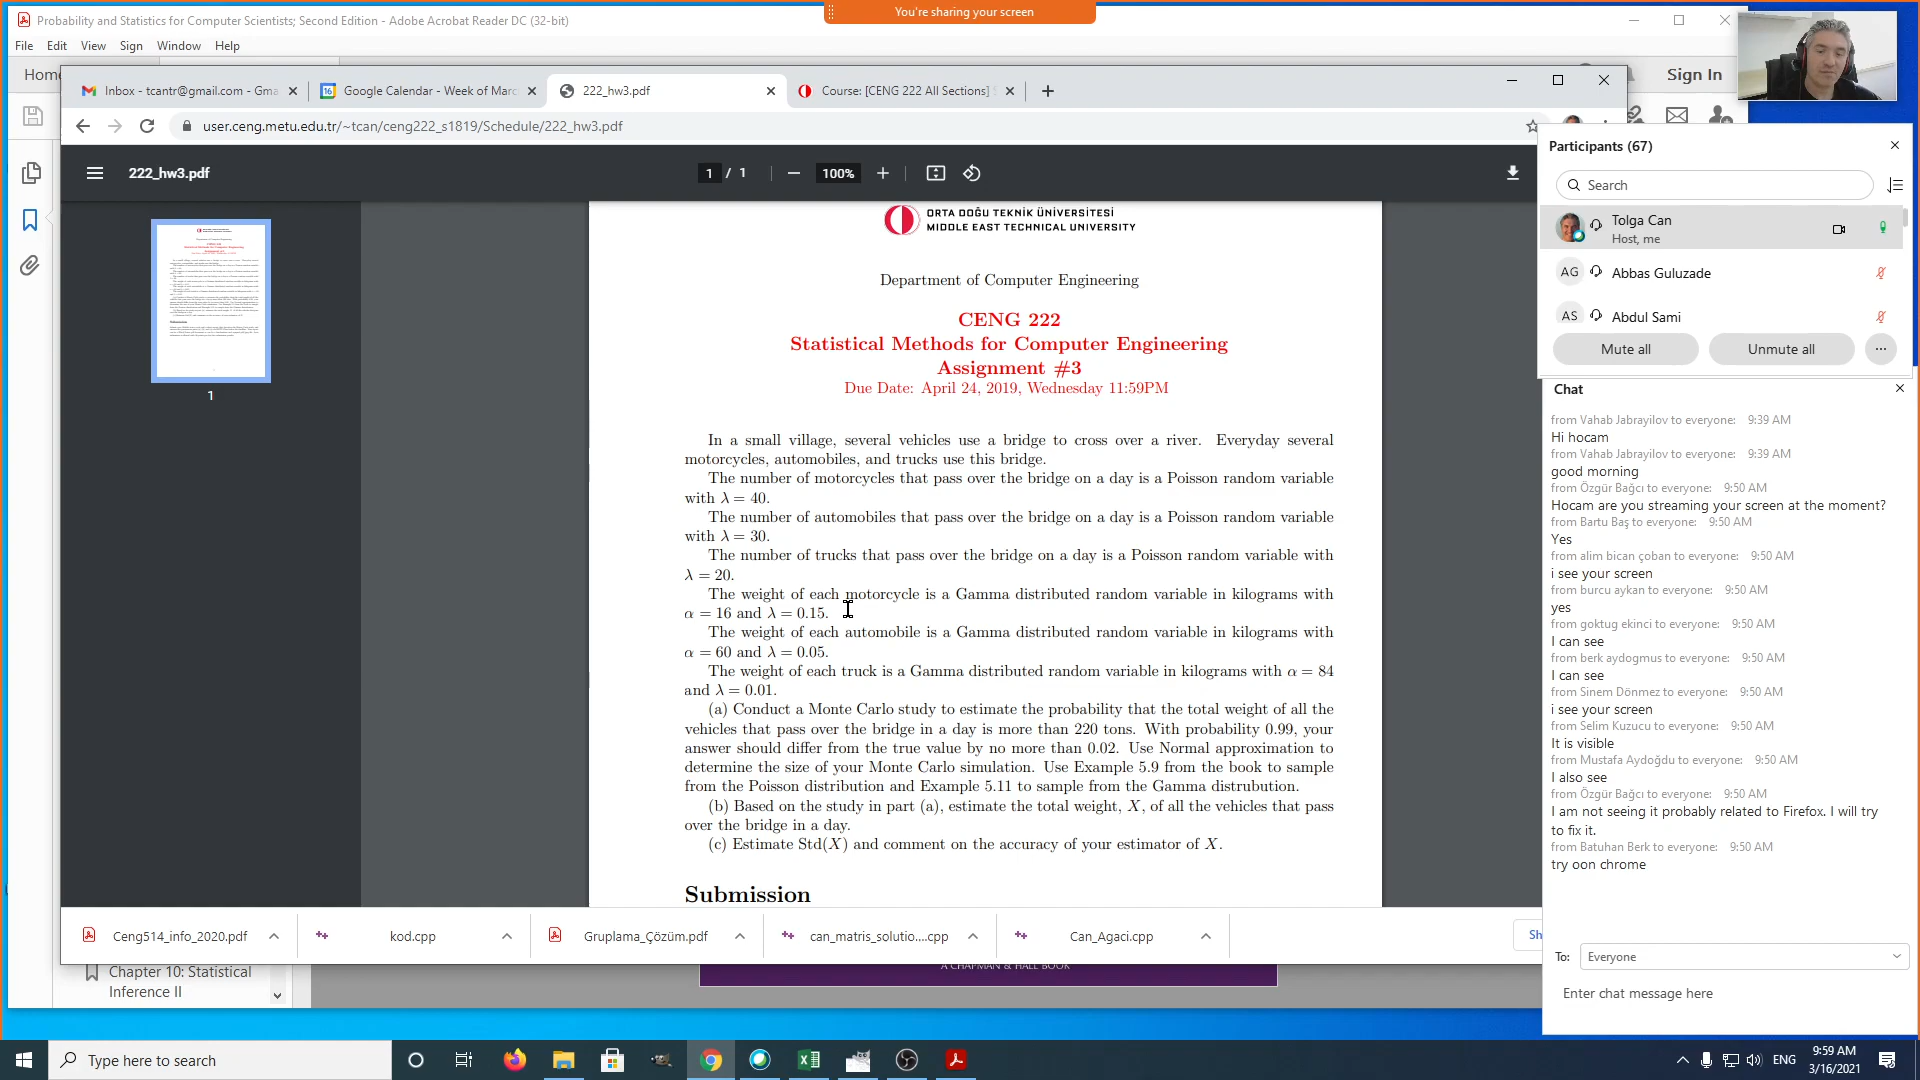 Probability and Statistics for Computer Scientists; Second Edition - Adobe Acrobat Reader DC (32-bit)
You're sharing your screen
File Edit View Sign Window Help
Sign In
Inbox - tcantr@gmail.com - Gma
Google Calendar - Week of Marc
222_hw3.pdf
Course: [CENG 222 All Sections]
user.ceng.metu.edu.tr/~tcan/ceng222_s1819/Schedule/222_hw3.pdf
222_hw3.pdf
1 / 1
100%
1
ORTA DOĞU TEKNİK ÜNİVERSİTESİ
MIDDLE EAST TECHNICAL UNIVERSITY
Department of Computer Engineering
CENG 222
Statistical Methods for Computer Engineering
Assignment #3
Due Date: April 24, 2019, Wednesday 11:59PM
In a small village, several vehicles use a bridge to cross over a river. Everyday several
motorcycles, automobiles, and trucks use this bridge.
The number of motorcycles that pass over the bridge on a day is a Poisson random variable
with λ = 40.
The number of automobiles that pass over the bridge on a day is a Poisson random variable
with λ = 30.
The number of trucks that pass over the bridge on a day is a Poisson random variable with
λ = 20.
The weight of each motorcycle is a Gamma distributed random variable in kilograms with
α = 16 and λ = 0.15.
The weight of each automobile is a Gamma distributed random variable in kilograms with
α = 60 and λ = 0.05.
The weight of each truck is a Gamma distributed random variable in kilograms with α = 84
and λ = 0.01.
(a) Conduct a Monte Carlo study to estimate the probability that the total weight of all the
vehicles that pass over the bridge in a day is more than 220 tons. With probability 0.99, your
answer should differ from the true value by no more than 0.02. Use Normal approximation to
determine the size of your Monte Carlo simulation. Use Example 5.9 from the book to sample
from the Poisson distribution and Example 5.11 to sample from the Gamma distrubution.
(b) Based on the study in part (a), estimate the total weight, X, of all the vehicles that pass
over the bridge in a day.
(c) Estimate Std(X) and comment on the accuracy of your estimator of X.
Submission
Ceng514_info_2020.pdf
kod.cpp
Gruplama_Çözüm.pdf
can_matris_solutio....cpp
Can_Agaci.cpp
Chapter 10: Statistical
Inference II
A CHAPMAN & HALL BOOK
Participants (67)
Search
Tolga Can
Host, me
AG Abbas Guluzade
AS Abdul Sami
Mute all
Unmute all
Chat
from Vahab Jabrayilov to everyone: 9:39 AM
Hi hocam
from Vahab Jabrayilov to everyone: 9:39 AM
good morning
from Özgür Bağcı to everyone: 9:50 AM
Hocam are you streaming your screen at the moment?
from Bartu Baş to everyone: 9:50 AM
Yes
from alim bican çoban to everyone: 9:50 AM
i see your screen
from burcu aykan to everyone: 9:50 AM
yes
from goktug ekinci to everyone: 9:50 AM
I can see
from berk aydogmus to everyone: 9:50 AM
I can see
from Sinem Dönmez to everyone: 9:50 AM
i see your screen
from Selim Kuzucu to everyone: 9:50 AM
It is visible
from Mustafa Aydoğdu to everyone: 9:50 AM
I also see
from Özgür Bağcı to everyone: 9:50 AM
I am not seeing it probably related to Firefox. I will try
to fix it.
from Batuhan Berk to everyone: 9:50 AM
try oon chrome
To: Everyone
Enter chat message here
Type here to search
ENG
9:59 AM
3/16/2021